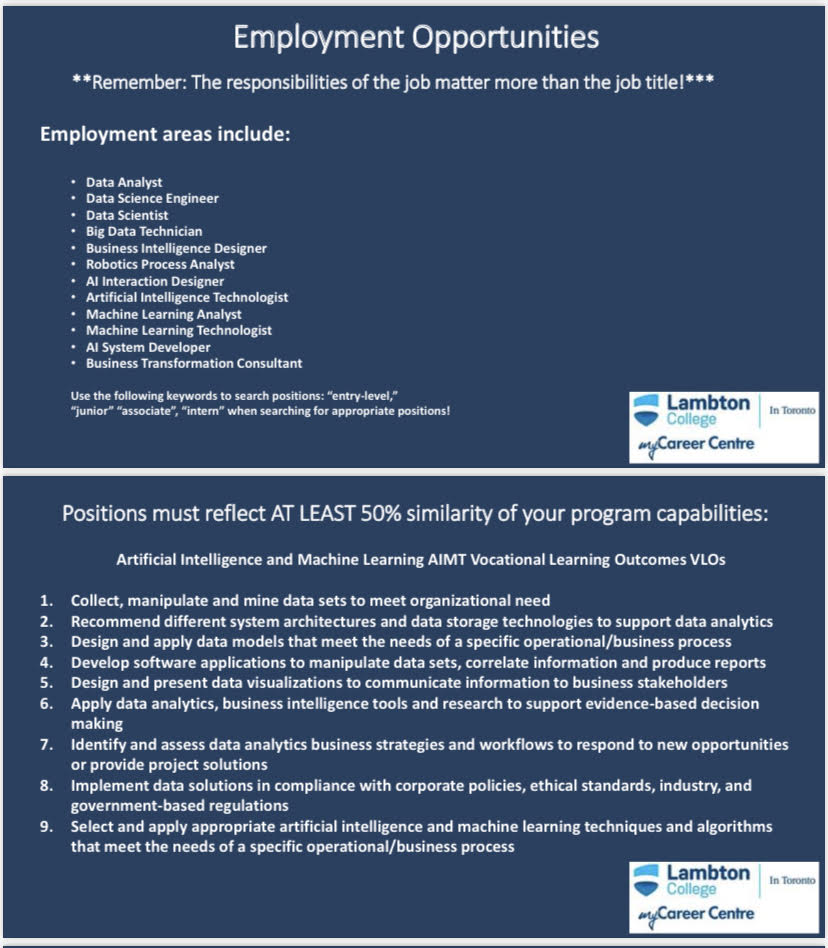 Employment Opportunities
**Remember: The responsibilities of the job matter more than the job title!***
Employment areas include:
• Data Analyst
• Data Science Engineer
• Data Scientist
• Big Data Technician
• Business Intelligence Designer
• Robotics Process Analyst
• AI Interaction Designer
• Artificial Intelligence Technologist
• Machine Learning Analyst
• Machine Learning Technologist
• AI System Developer
• Business Transformation Consultant
Use the following keywords to search positions: “entry-level,”
“junior” “associate”, “intern” when searching for appropriate positions!
Lambton
College
In Toronto
myCareer Centre
Positions must reflect AT LEAST 50% similarity of your program capabilities:
Artificial Intelligence and Machine Learning AIMT Vocational Learning Outcomes VLOs
1. Collect, manipulate and mine data sets to meet organizational need
2. Recommend different system architectures and data storage technologies to support data analytics
3. Design and apply data models that meet the needs of a specific operational/business process
4. Develop software applications to manipulate data sets, correlate information and produce reports
5. Design and present data visualizations to communicate information to business stakeholders
6. Apply data analytics, business intelligence tools and research to support evidence-based decision
making
7. Identify and assess data analytics business strategies and workflows to respond to new opportunities
or provide project solutions
8. Implement data solutions in compliance with corporate policies, ethical standards, industry, and
government-based regulations
9. Select and apply appropriate artificial intelligence and machine learning techniques and algorithms
that meet the needs of a specific operational/business process
Lambton
College
In Toronto
myCareer Centre